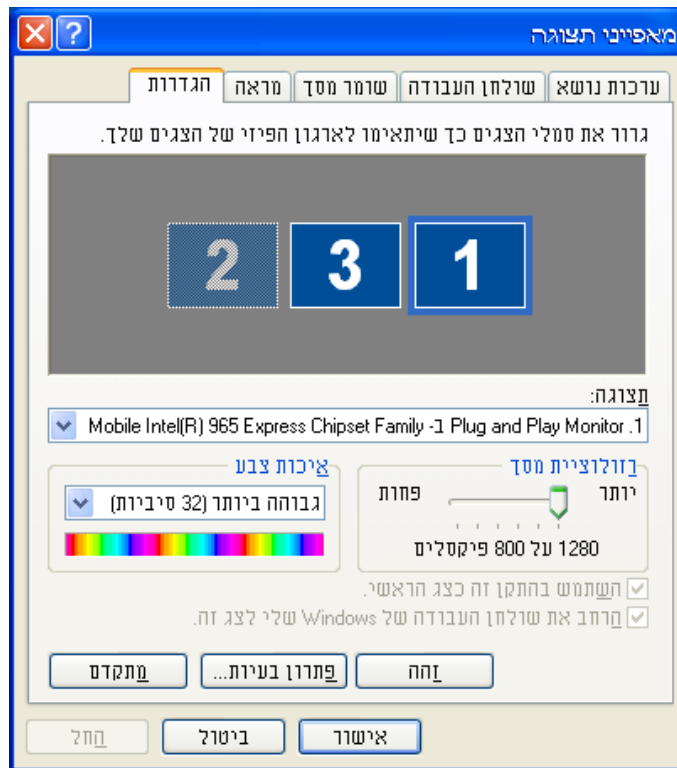 מאפייני תצוגה
ערכות נושא שולחן העבודה שומר מסך מראה הגדרות
גרור את סמלי הצגים כך שיתאימו לארגון הפיזי של הצגים שלך.
1 3 2
תצוגה:
1. Plug and Play Monitor ב- Mobile Intel(R) 965 Express Chipset Family
רזולוציית מסך איכות צבע
יותר פחות גבוהה ביותר (32 סיביות)
1280 על 800 פיקסלים
השתמש בהתקן זה כצג הראשי.
הרחב את שולחן העבודה של Windows שלי לצג זה.
זהה פתרון בעיות... מתקדם
אישור ביטול החל